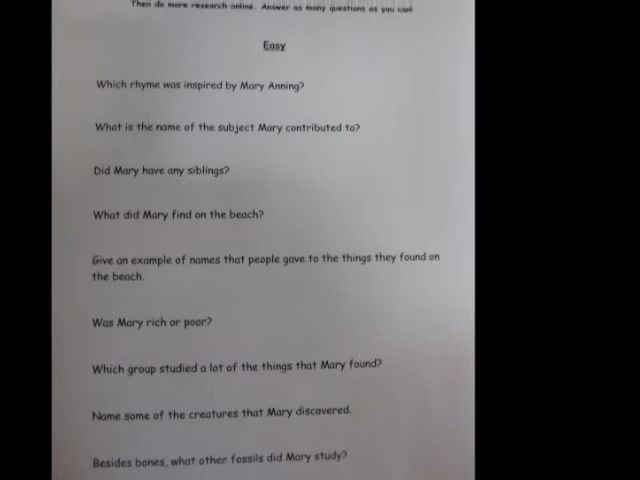 Then do more research online. Answer as many questions as you can!
Easy
Which rhyme was inspired by Mary Anning?
What is the name of the subject Mary contributed to?
Did Mary have any siblings?
What did Mary find on the beach?
Give an example of names that people gave to the things they found on
the beach.
Was Mary rich or poor?
Which group studied a lot of the things that Mary found?
Name some of the creatures that Mary discovered.
Besides bones, what other fossils did Mary study?